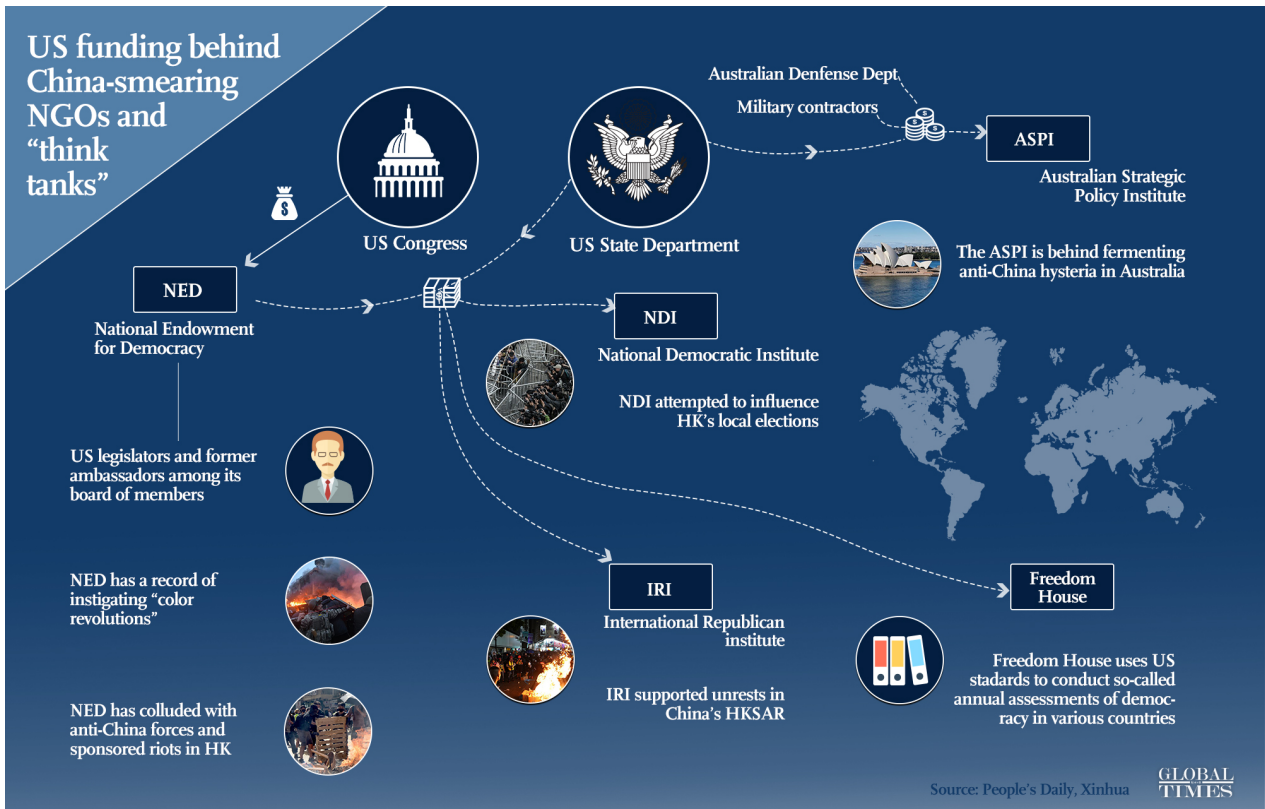 US funding behind
China-smearing
NGOs and
“think
tanks”
US Congress
US State Department
Australian Denfense Dept
Military contractors
ASPI
Australian Strategic
Policy Institute
The ASPI is behind fermenting
anti-China hysteria in Australia
NED
National Endowment
for Democracy
US legislators and former
ambassadors among its
board of members
NED has a record of
instigating “color
revolutions”
NED has colluded with
anti-China forces and
sponsored riots in HK
NDI
National Democratic Institute
NDI attempted to influence
HK’s local elections
IRI
International Republican
institute
IRI supported unrests in
China’s HKSAR
Freedom
House
Freedom House uses US
stadards to conduct so-called
annual assessments of democ-
racy in various countries
Source: People’s Daily, Xinhua
GLOBAL
TIMES